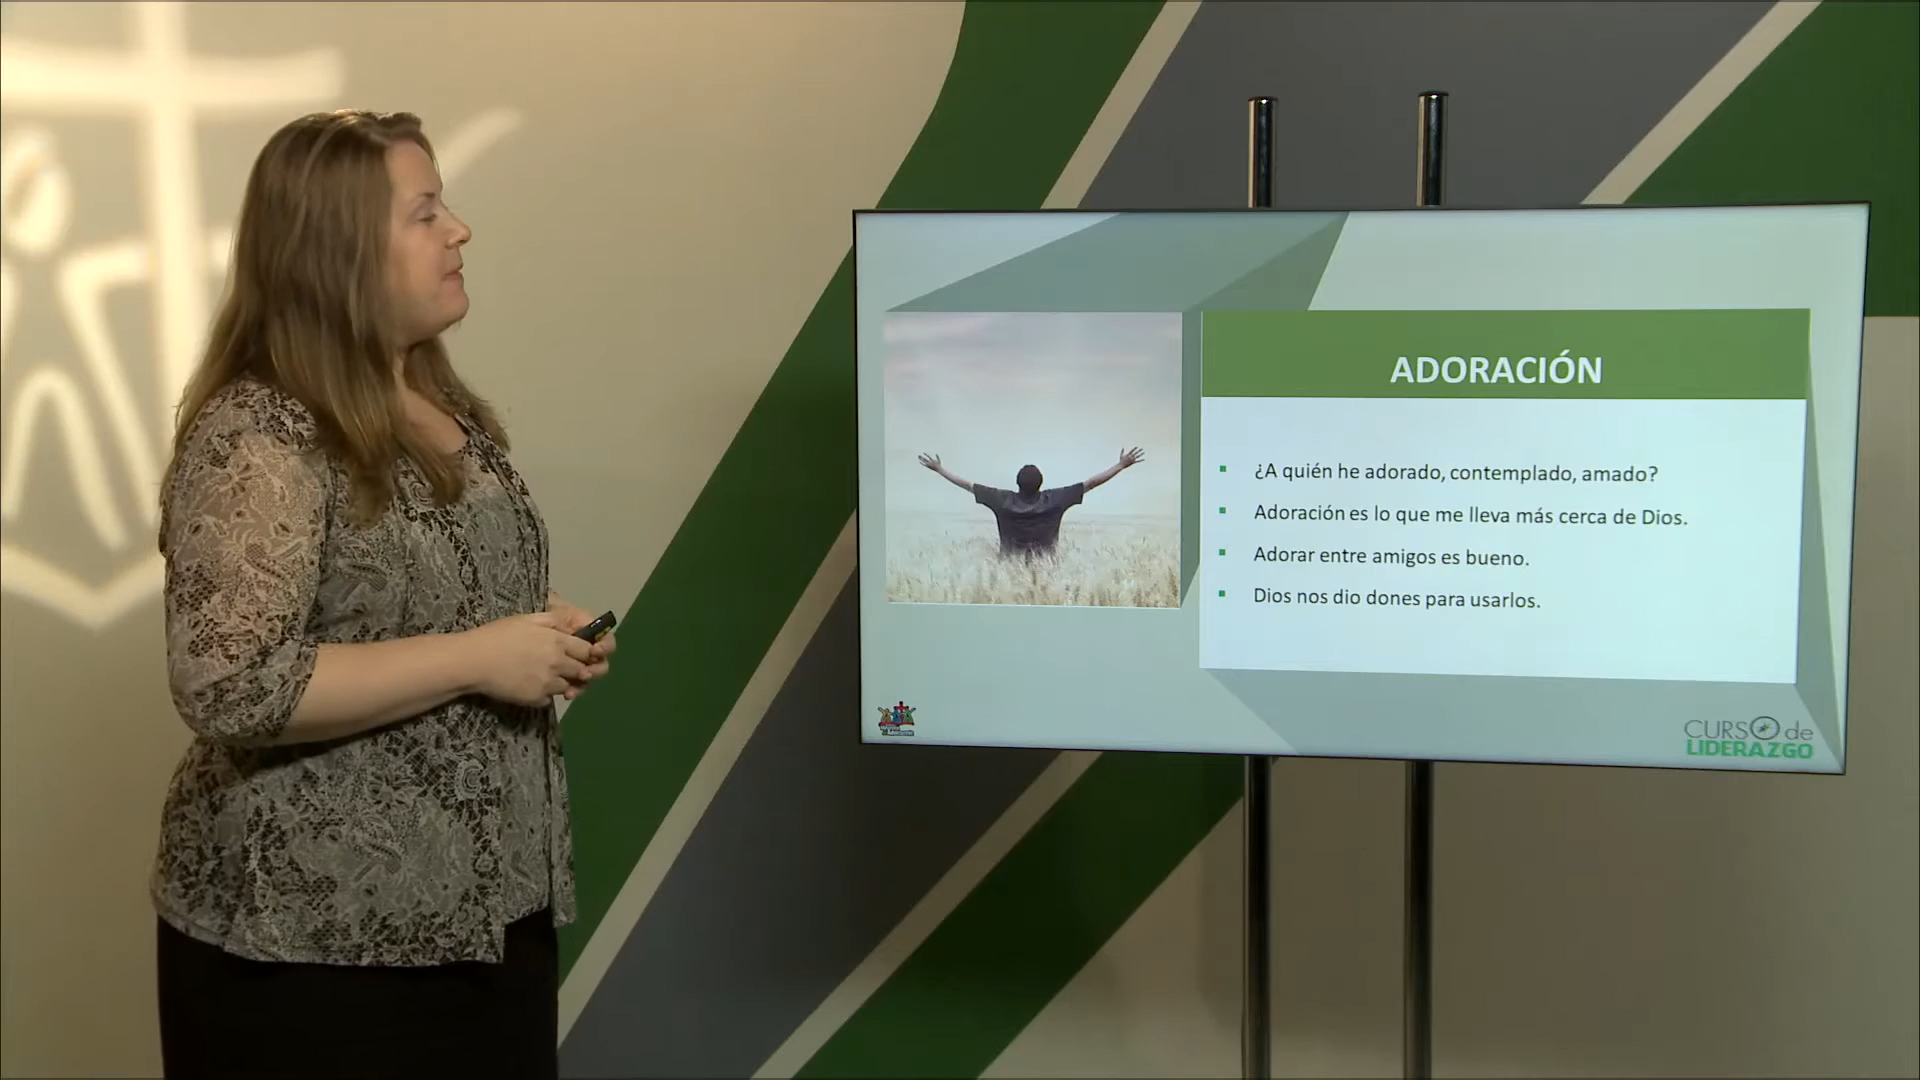 ADORACIÓN
¿A quién he adorado, contemplado, amado?
Adoración es lo que me lleva más cerca de Dios.
Adorar entre amigos es bueno.
Dios nos dio dones para usarlos.
CURSO de
LIDERAZGO